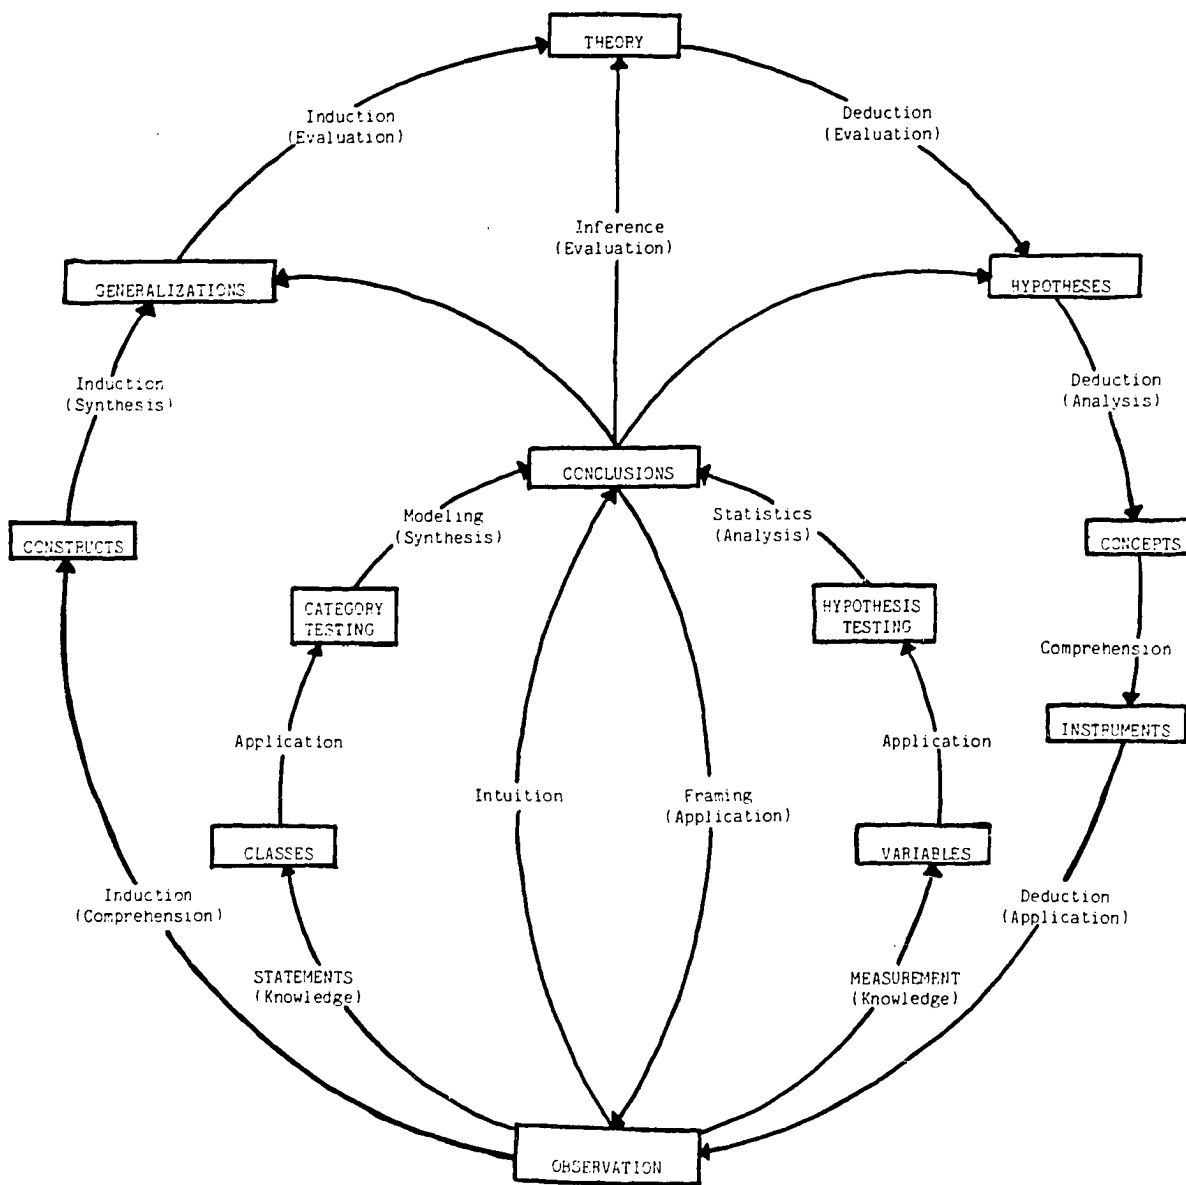 THEORY
Induction
(Evaluation)
Deduction
(Evaluation)
Inference
(Evaluation)
GENERALIZATIONS
HYPOTHESES
Induction
(Synthesis)
Deduction
(Analysis)
CONCLUSIONS
Modeling
(Synthesis)
Statistics
(Analysis)
CONSTRUCTS
CONCEPTS
CATEGORY
TESTING
HYPOTHESIS
TESTING
Comprehension
INSTRUMENTS
Application
Application
Intuition
Framing
(Application)
CLASSES
VARIABLES
Induction
(Comprehension)
Deduction
(Application)
STATEMENTS
(Knowledge)
MEASUREMENT
(Knowledge)
OBSERVATION